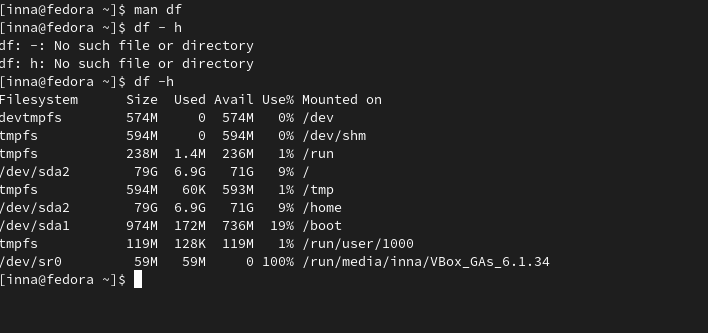 [inna@fedora ~]$ man df
[inna@fedora ~]$ df - h
df: -: No such file or directory
df: h: No such file or directory
[inna@fedora ~]$ df -h
Filesystem      Size  Used Avail Use% Mounted on
devtmpfs        574M     0  574M   0% /dev
tmpfs           594M     0  594M   0% /dev/shm
tmpfs           238M  1.4M  236M   1% /run
/dev/sda2        79G  6.9G   71G   9% /
tmpfs           594M   60K  593M   1% /tmp
/dev/sda2        79G  6.9G   71G   9% /home
/dev/sda1       974M  172M  736M  19% /boot
tmpfs           119M  128K  119M   1% /run/user/1000
/dev/sr0         59M   59M     0 100% /run/media/inna/VBox_GAs_6.1.34
[inna@fedora ~]$